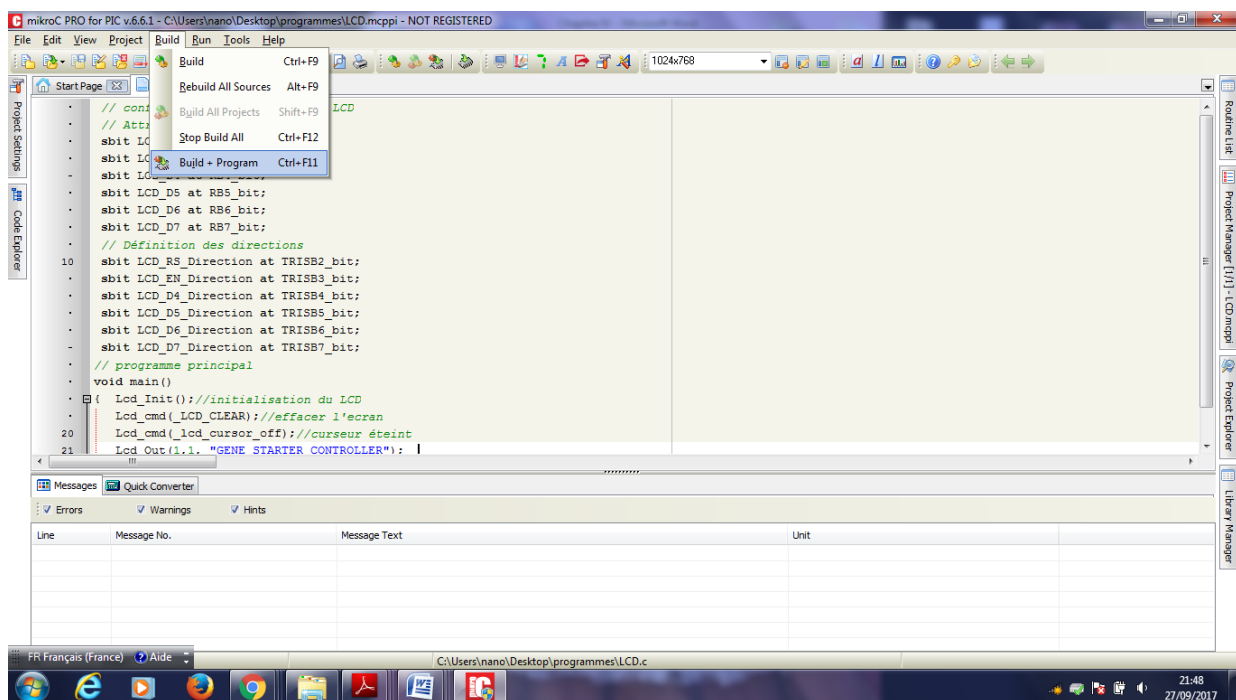 mikroC PRO for PIC v.6.6.1 - C:\Users\nano\Desktop\programmes\LCD.mcppi - NOT REGISTERED
File Edit View Project Build Run Tools Help
1024x768
Build Ctrl+F9
Rebuild All Sources Alt+F9
Build All Projects Shift+F9
Stop Build All Ctrl+F12
Build + Program Ctrl+F11
Start Page
// LCD
// Att
sbit LC
sbit LC
sbit
sbit LCD_D5 at RB5_bit;
sbit LCD_D6 at RB6_bit;
sbit LCD_D7 at RB7_bit;
// Définition des directions
10 sbit LCD_RS_Direction at TRISB2_bit;
sbit LCD_EN_Direction at TRISB3_bit;
sbit LCD_D4_Direction at TRISB4_bit;
sbit LCD_D5_Direction at TRISB5_bit;
sbit LCD_D6_Direction at TRISB6_bit;
sbit LCD_D7_Direction at TRISB7_bit;
// programme principal
void main()
{ Lcd_Init();//initialisation du LCD
Lcd_cmd(_LCD_CLEAR);//effacer l'ecran
20 Lcd_cmd(_lcd_cursor_off);//curseur éteint
21 Lcd_Out(1,1, "GENE STARTER CONTROLLER");
Project Settings
Code Explorer
Routine List
Project Manager [1/1] - LCD.mcppi
Project Explorer
Library Manager
Messages Quick Converter
Errors Warnings Hints
Line Message No. Message Text Unit
FR Français (France) Aide
C:\Users\nano\Desktop\programmes\LCD.c
21:48
27/09/2017